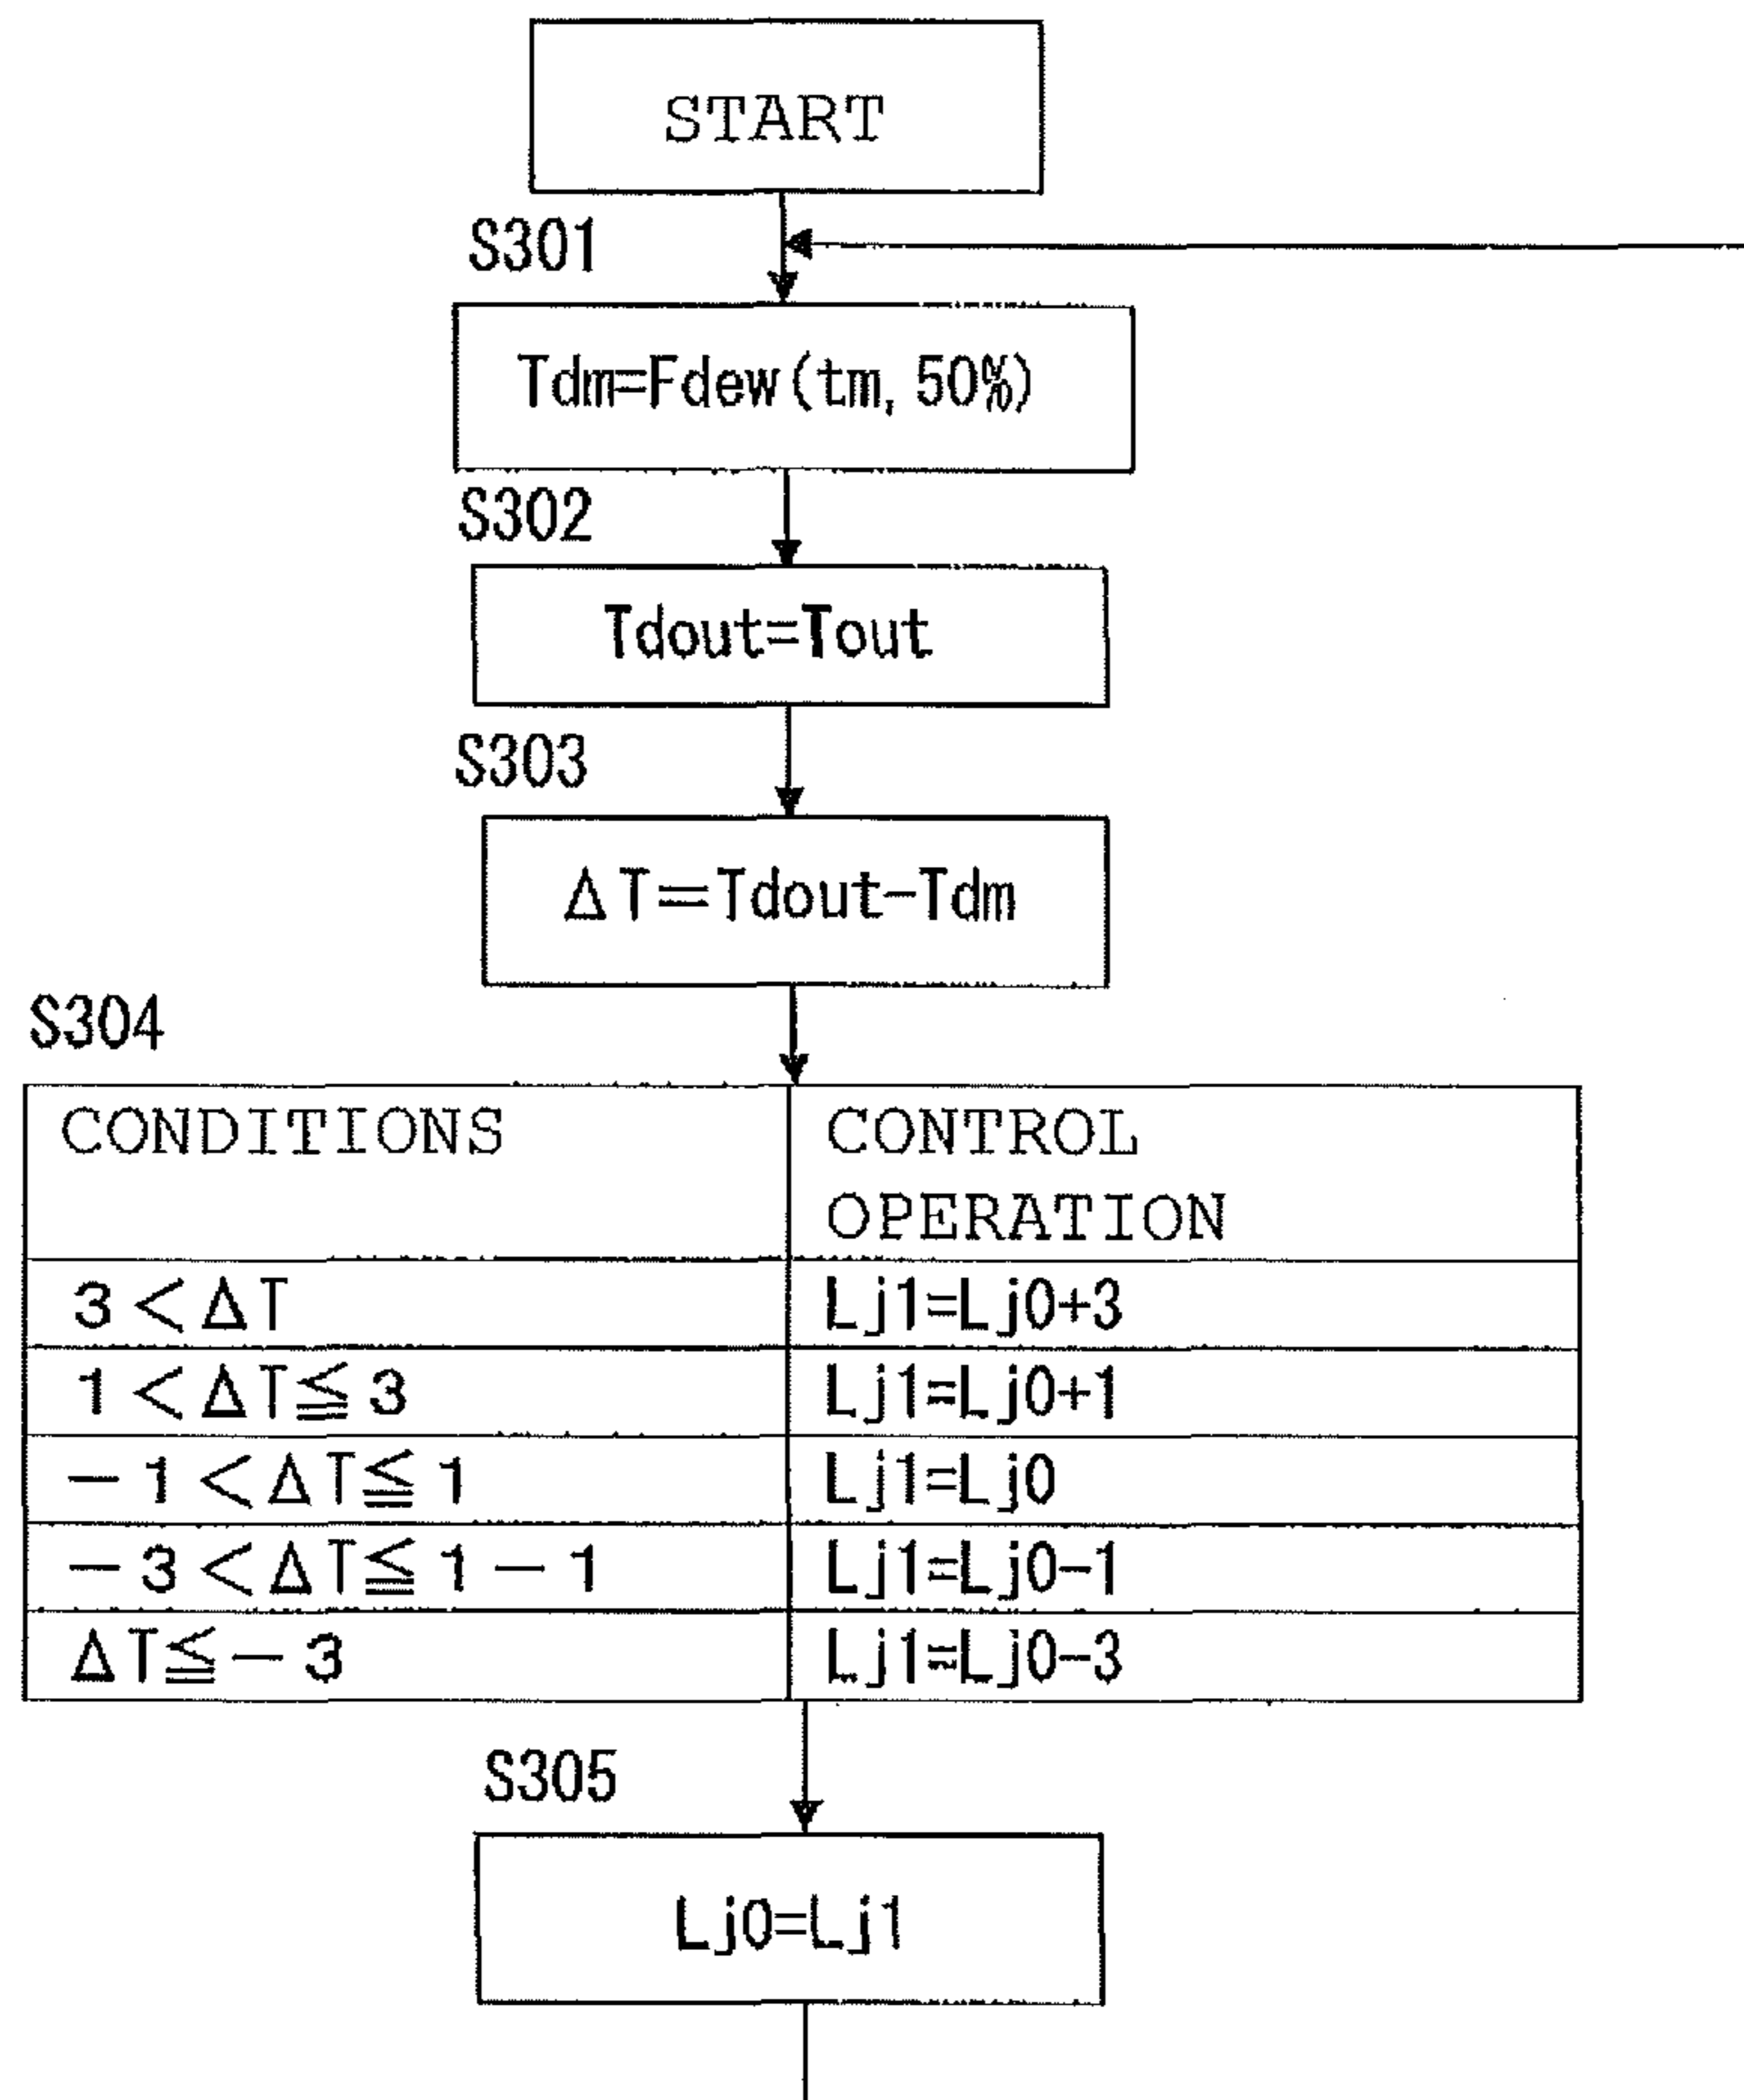 START
S301
Tdm=Fdew(tm, 50%)
S302
Tdout=Tout
S303
ΔT=Tdout-Tdm
S304
CONDITIONS
CONTROL
OPERATION
3<ΔT
Lj1=Lj0+3
1<ΔT≦3
Lj1=Lj0+1
-1<ΔT≦1
Lj1=Lj0
-3<ΔT≦1-1
Lj1=Lj0-1
ΔT≦-3
Lj1=Lj0-3
S305
Lj0=Lj1